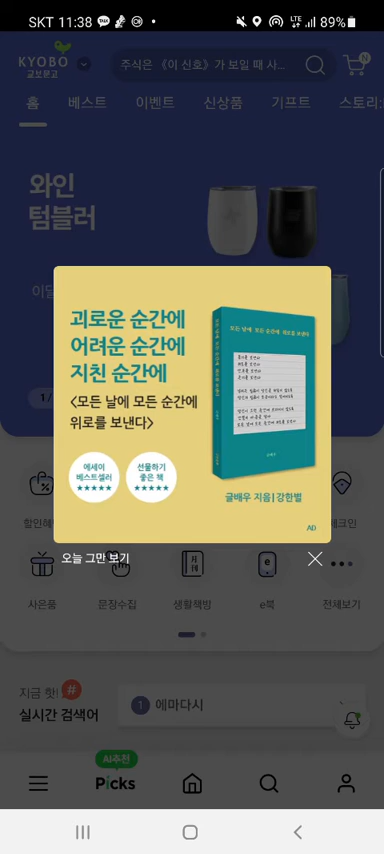 SKT 11:38
LTE 89%
KYOBO
교보문고
주식은 《이 신호》가 보일 때 사...
N
홈 베스트 이벤트 신상품 기프트 스토리
와인
텀블러
이달
1/
괴로운 순간에
어려운 순간에
지친 순간에
<모든 날에 모든 순간에
위로를 보낸다>
모든 날에 모든 순간에 위로를 보낸다
에세이
베스트셀러
★★★★★
선물하기
좋은 책
★★★★★
글배우 지음|강한별
AD
오늘 그만 보기
할인혜
체크인
사은품 문장수집 생활책방 e북 전체보기
지금 핫! #
실시간 검색어
1 에마다시
AI추천
Picks